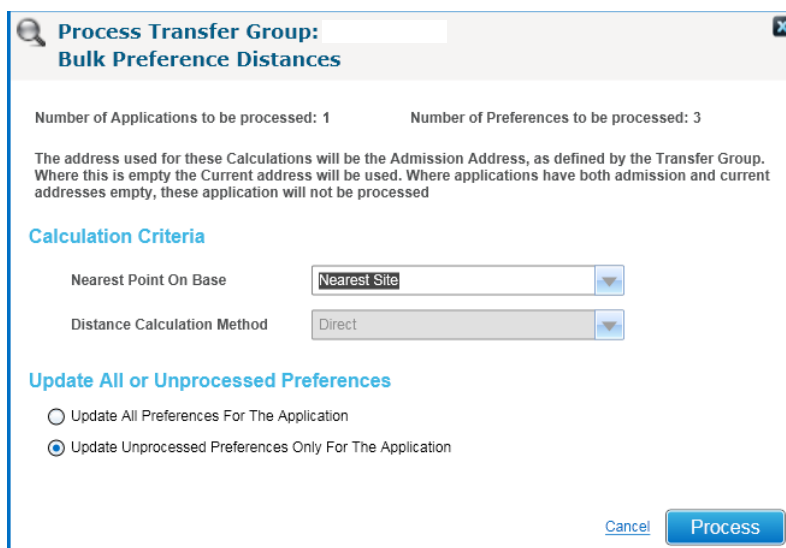 Process Transfer Group:
Bulk Preference Distances
Number of Applications to be processed: 1 Number of Preferences to be processed: 3
The address used for these Calculations will be the Admission Address, as defined by the Transfer Group.
Where this is empty the Current address will be used. Where applications have both admission and current
addresses empty, these application will not be processed
Calculation Criteria
Nearest Point On Base Nearest Site
Distance Calculation Method Direct
Update All or Unprocessed Preferences
Update All Preferences For The Application
Update Unprocessed Preferences Only For The Application
Cancel Process